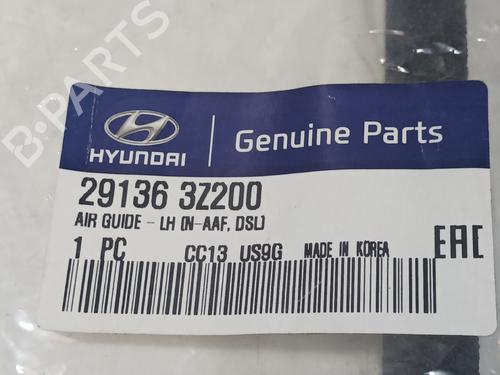 B-PARTS
HYUNDAI
Genuine Parts
29136 3Z200
AIR GUIDE - LH (N-AAF, DSL)
1 PC CC13 US9G MADE IN KOREA EAC